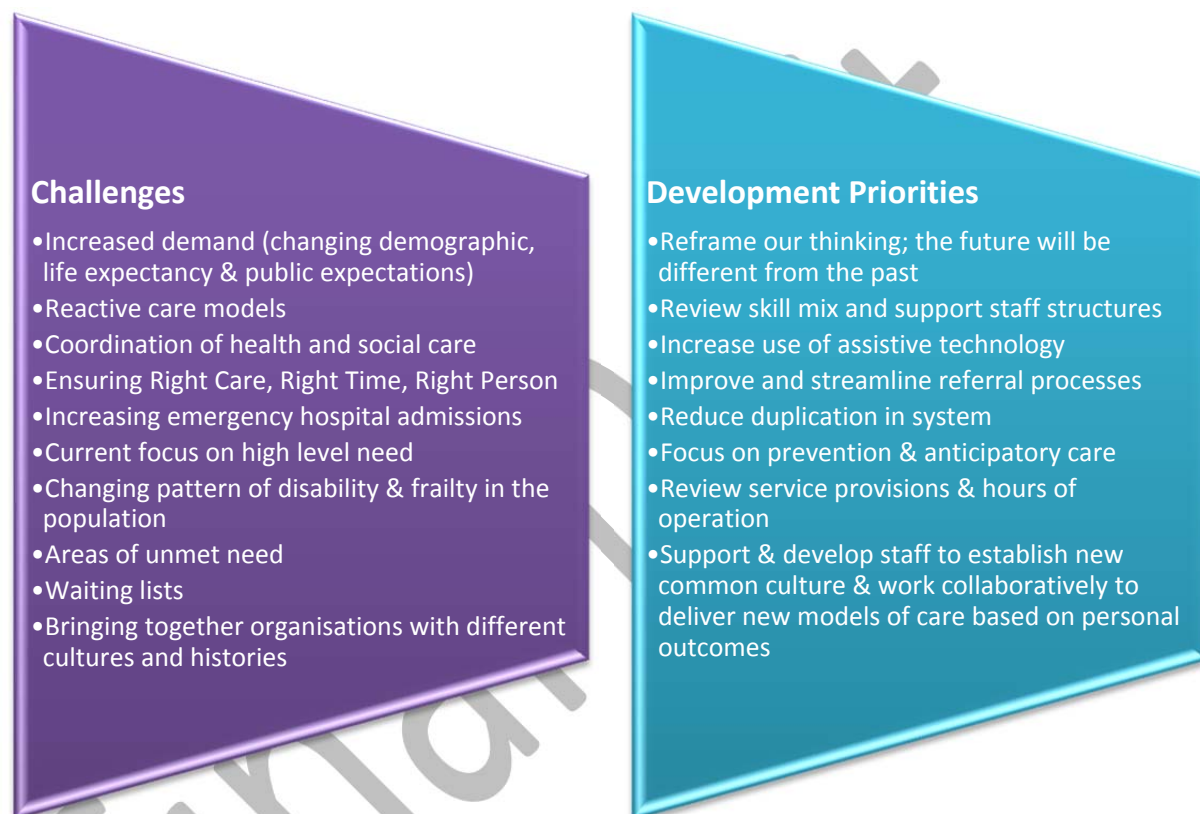 Challenges
•Increased demand (changing demographic,
life expectancy & public expectations)
•Reactive care models
•Coordination of health and social care
•Ensuring Right Care, Right Time, Right Person
•Increasing emergency hospital admissions
•Current focus on high level need
•Changing pattern of disability & frailty in the
population
•Areas of unmet need
•Waiting lists
•Bringing together organisations with different
cultures and histories
Development Priorities
•Reframe our thinking; the future will be
different from the past
•Review skill mix and support staff structures
•Increase use of assistive technology
•Improve and streamline referral processes
•Reduce duplication in system
•Focus on prevention & anticipatory care
•Review service provisions & hours of
operation
•Support & develop staff to establish new
common culture & work collaboratively to
deliver new models of care based on personal
outcomes